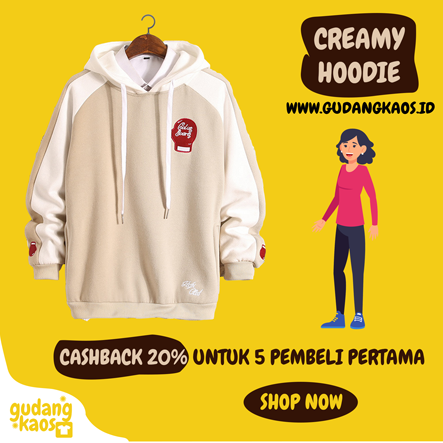 CREAMY
HOODIE
WWW.GUDANGKAOS.ID
CASHBACK 20% UNTUK 5 PEMBELI PERTAMA
SHOP NOW
gudang
kaos